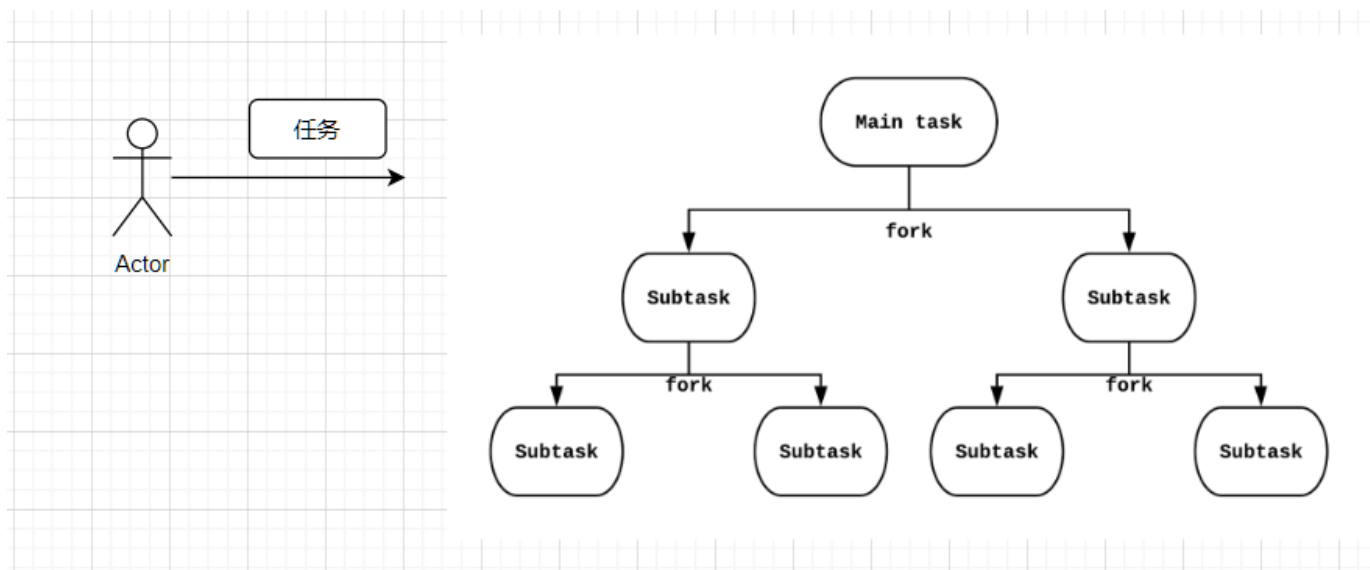 任务
Actor
Main task
fork
Subtask
Subtask
fork
fork
Subtask
Subtask
Subtask
Subtask